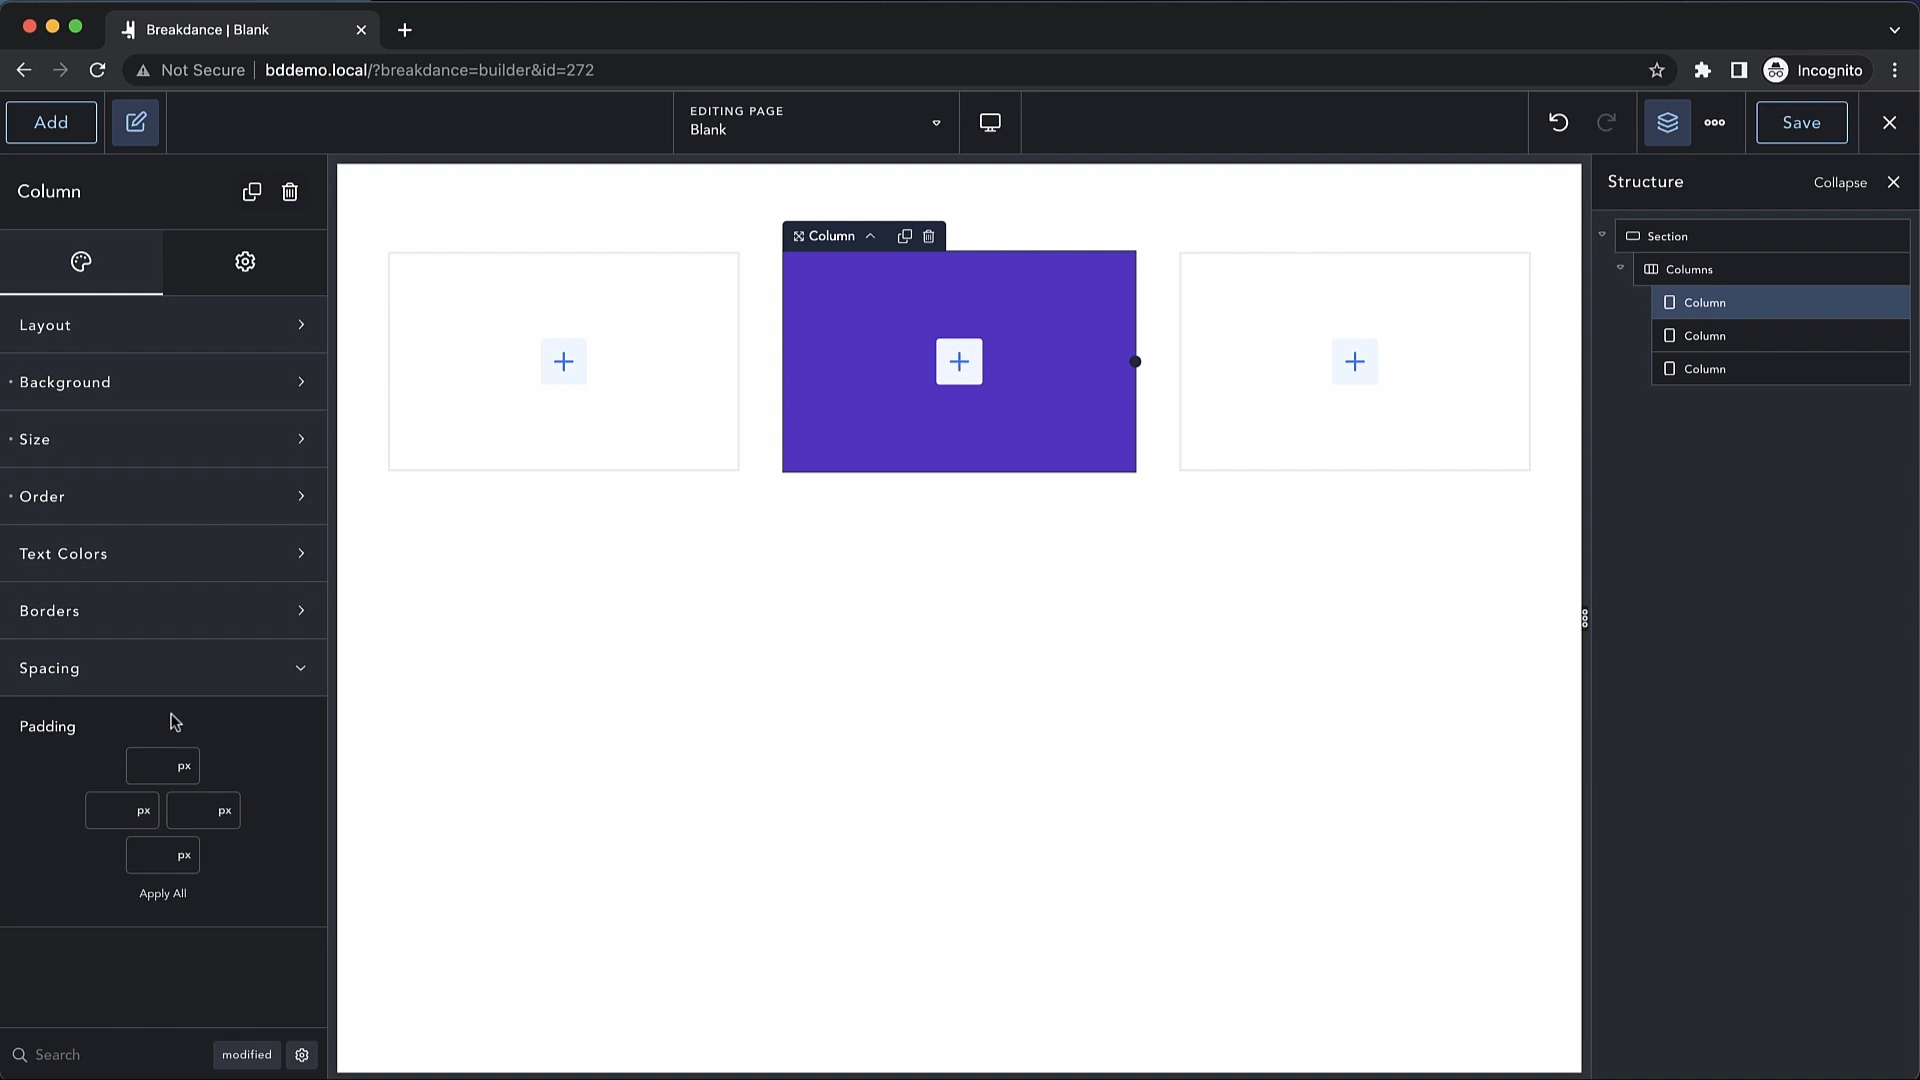 Breakdance | Blank
Not Secure
bddemo.local/?breakdance=builder&id=272
Incognito
Add
EDITING PAGE
Blank
Save
Column
Layout
Background
Size
Order
Text Colors
Borders
Spacing
Padding
px
px
px
px
Apply All
Search
modified
Column
Structure
Collapse
Section
Columns
Column
Column
Column